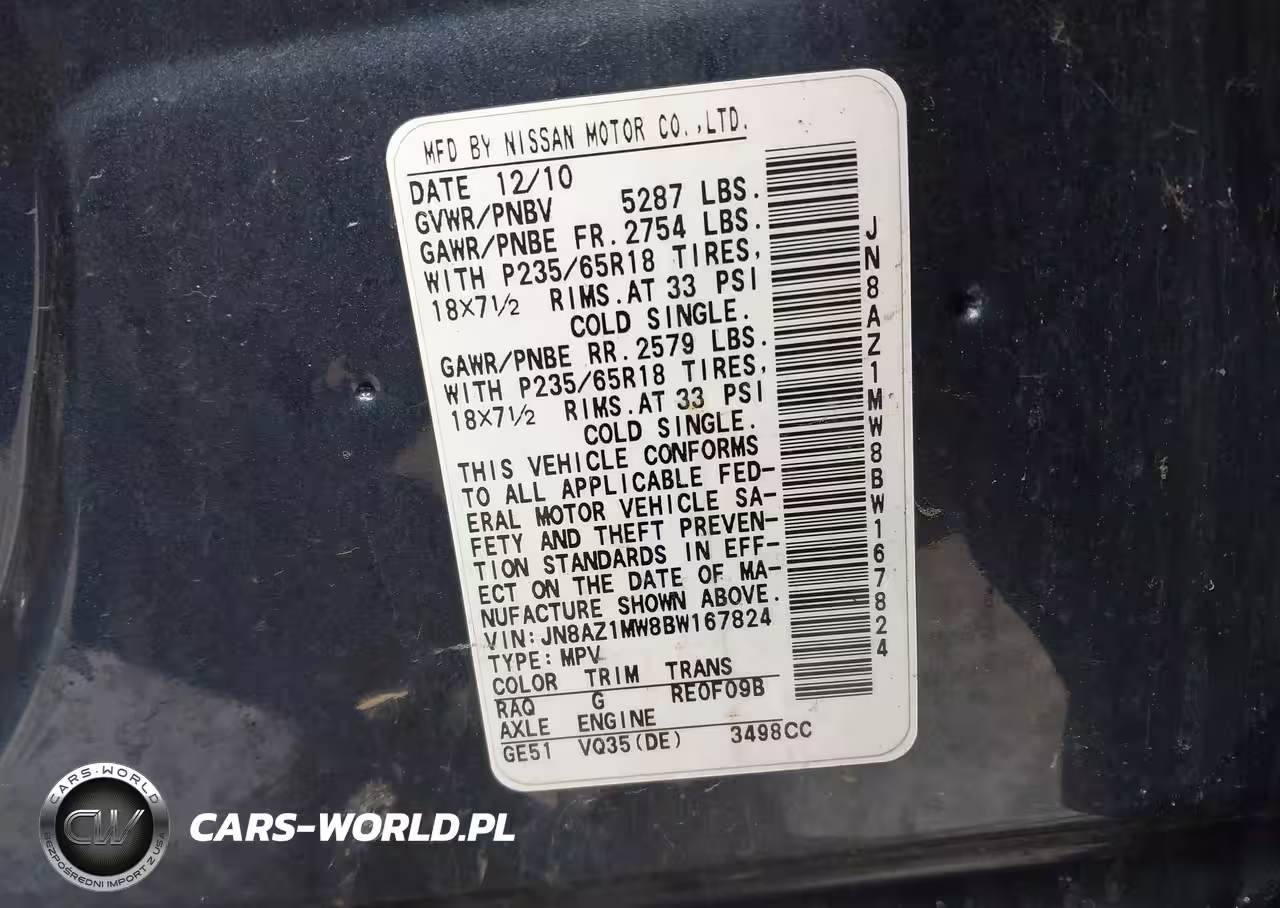 MFD BY NISSAN MOTOR CO.,LTD.
DATE 12/10
GVWR/PNBV 5287 LBS.
GAWR/PNBE FR.2754 LBS.
WITH P235/65R18 TIRES,
18×7½ RIMS.AT 33 PSI
COLD SINGLE.
GAWR/PNBE RR.2579 LBS.
WITH P235/65R18 TIRES,
18×7½ RIMS.AT 33 PSI
COLD SINGLE.
THIS VEHICLE CONFORMS
TO ALL APPLICABLE FED-
ERAL MOTOR VEHICLE SA-
FETY AND THEFT PREVEN-
TION STANDARDS IN EFF-
ECT ON THE DATE OF MA-
NUFACTURE SHOWN ABOVE.
VIN:JN8AZ1MW8BW167824
TYPE:MPV
COLOR TRIM TRANS
RAQ G RE0F09B
AXLE ENGINE
GE51 VQ35(DE) 3498CC
JN8AZ1MW8BW167824
CARS-WORLD
CW
BEZPOŚREDNI IMPORT Z USA
CARS-WORLD.PL